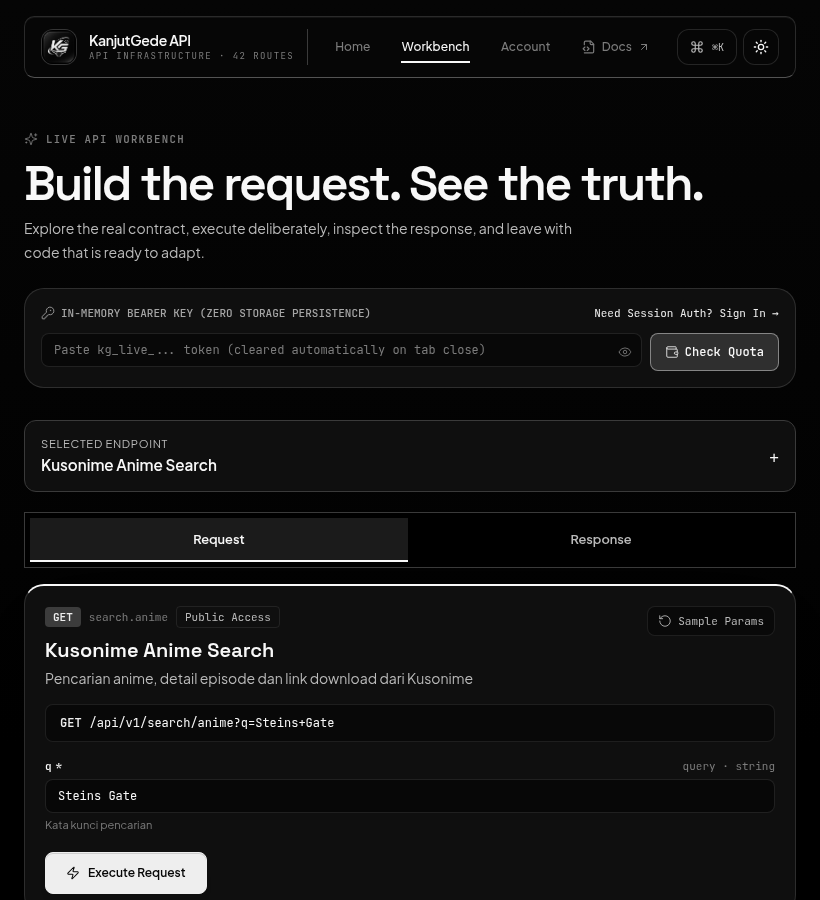 KanjutGede API
API INFRASTRUCTURE · 42 ROUTES
Home
Workbench
Account
Docs
⌘K
LIVE API WORKBENCH
Build the request. See the truth.
Explore the real contract, execute deliberately, inspect the response, and leave with
code that is ready to adapt.
IN-MEMORY BEARER KEY (ZERO STORAGE PERSISTENCE)
Need Session Auth? Sign In →
Paste kg_live_... token (cleared automatically on tab close)
Check Quota
SELECTED ENDPOINT
Kusonime Anime Search
+
Request
Response
GET search.anime Public Access
Sample Params
Kusonime Anime Search
Pencarian anime, detail episode dan link download dari Kusonime
GET /api/v1/search/anime?q=Steins+Gate
q *
query · string
Steins Gate
Kata kunci pencarian
Execute Request